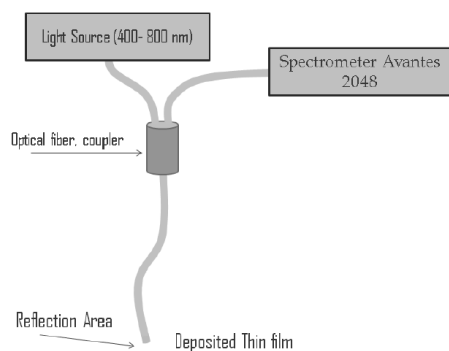 Light Source (400- 800 nm)
Spectrometer Avantes
2048
Optical fiber. coupler
Reflection Area
Deposited Thin film